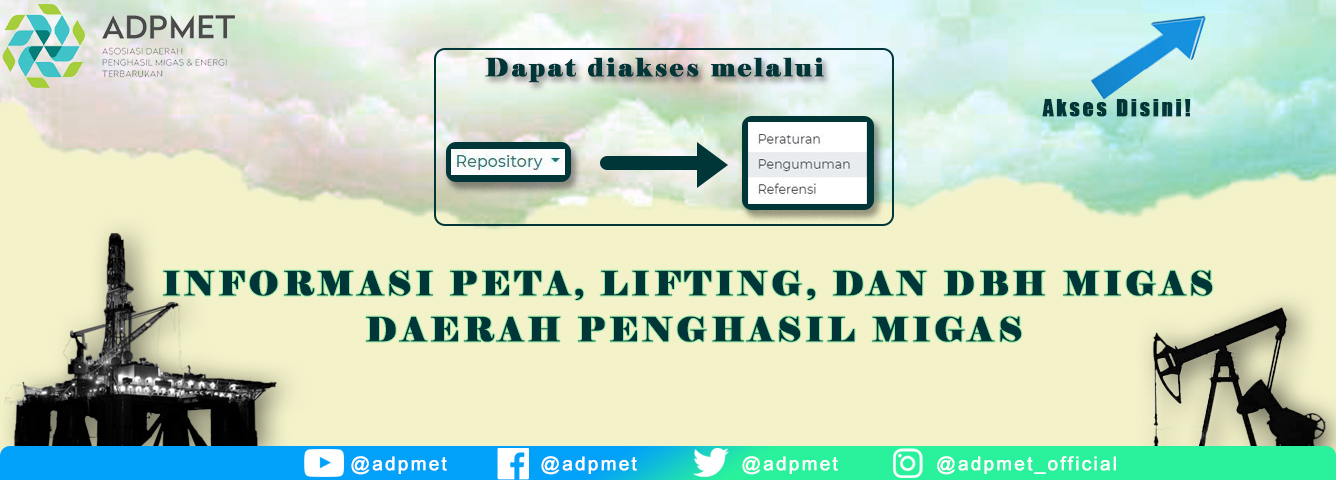 ADPMET
ASOSIASI DAERAH
PENGHASIL MIGAS & ENERGI
TERBARUKAN
Dapat diakses melalui
Repository
Peraturan
Pengumuman
Referensi
Akses Disini!
INFORMASI PETA, LIFTING, DAN DBH MIGAS
DAERAH PENGHASIL MIGAS
@adpmet @adpmet @adpmet @adpmet_official